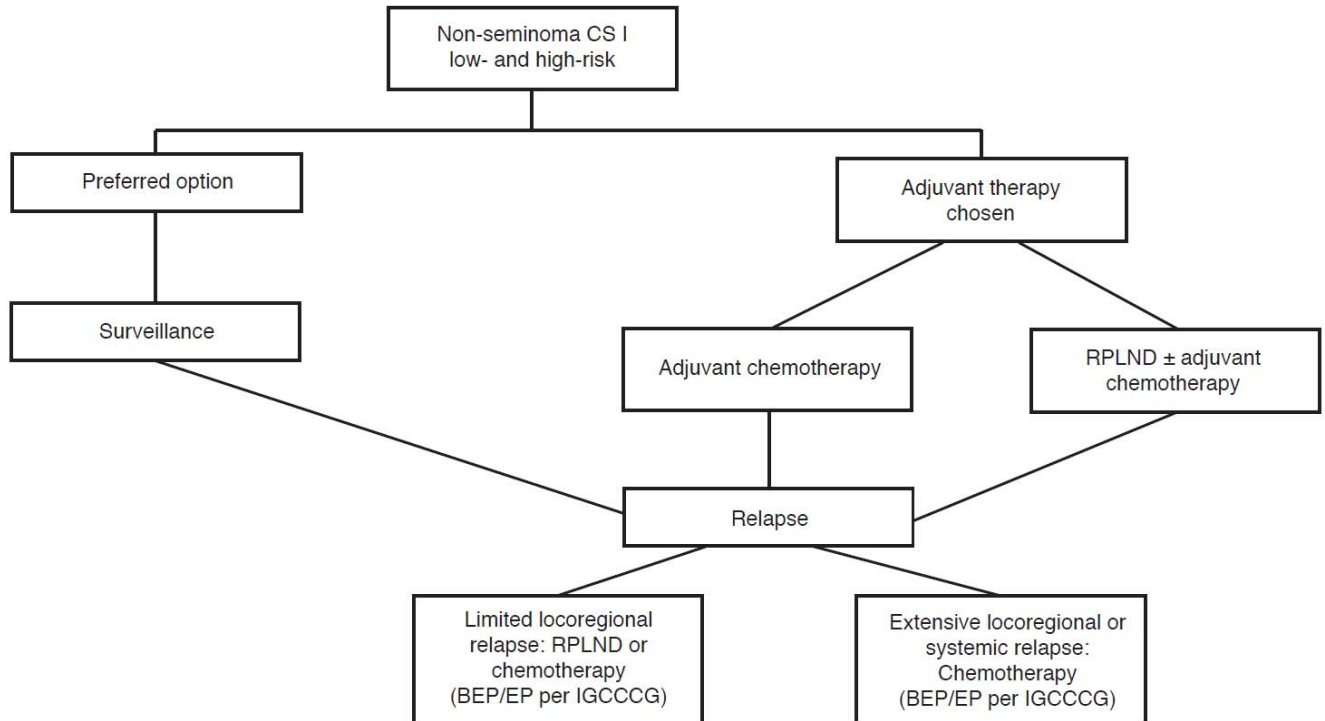 Non-seminoma CS I
low- and high-risk
Preferred option
Adjuvant therapy
chosen
Surveillance
Adjuvant chemotherapy
RPLND ± adjuvant
chemotherapy
Relapse
Limited locoregional
relapse: RPLND or
chemotherapy
(BEP/EP per IGCCCG)
Extensive locoregional or
systemic relapse:
Chemotherapy
(BEP/EP per IGCCCG)